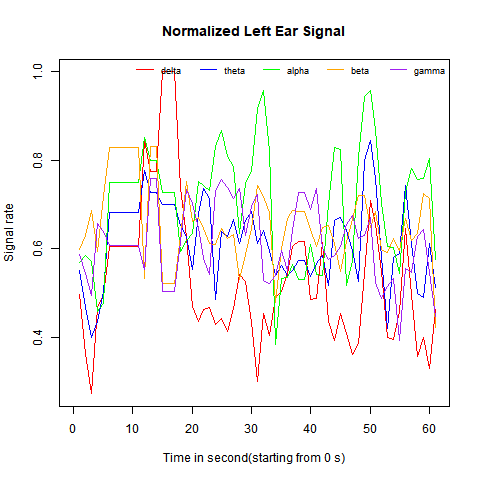 Normalized Left Ear Signal
delta theta alpha beta gamma
Signal rate
1.0
0.8
0.6
0.4
0 10 20 30 40 50 60
Time in second(starting from 0 s)